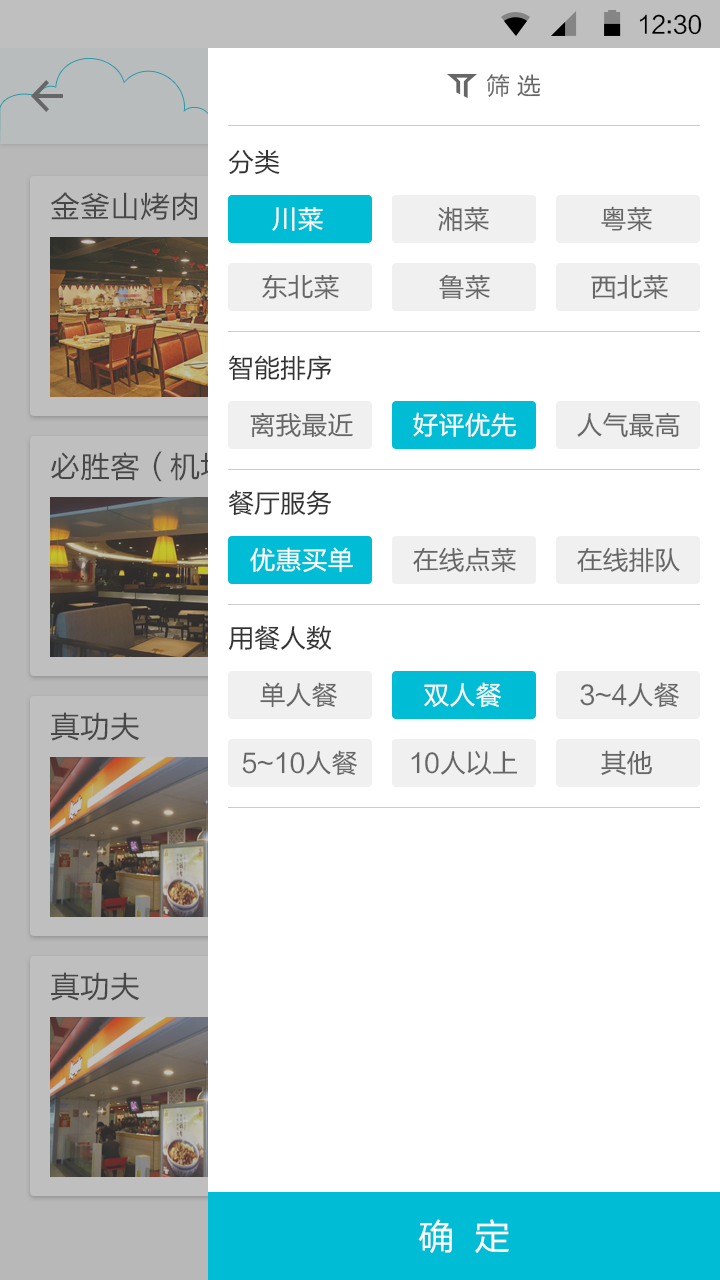 12:30
筛选
分类
川菜 湘菜 粤菜
东北菜 鲁菜 西北菜
智能排序
离我最近 好评优先 人气最高
餐厅服务
优惠买单 在线点菜 在线排队
用餐人数
单人餐 双人餐 3~4人餐
5~10人餐 10人以上 其他
确定
金釜山烤肉
必胜客（机
真功夫
真功夫